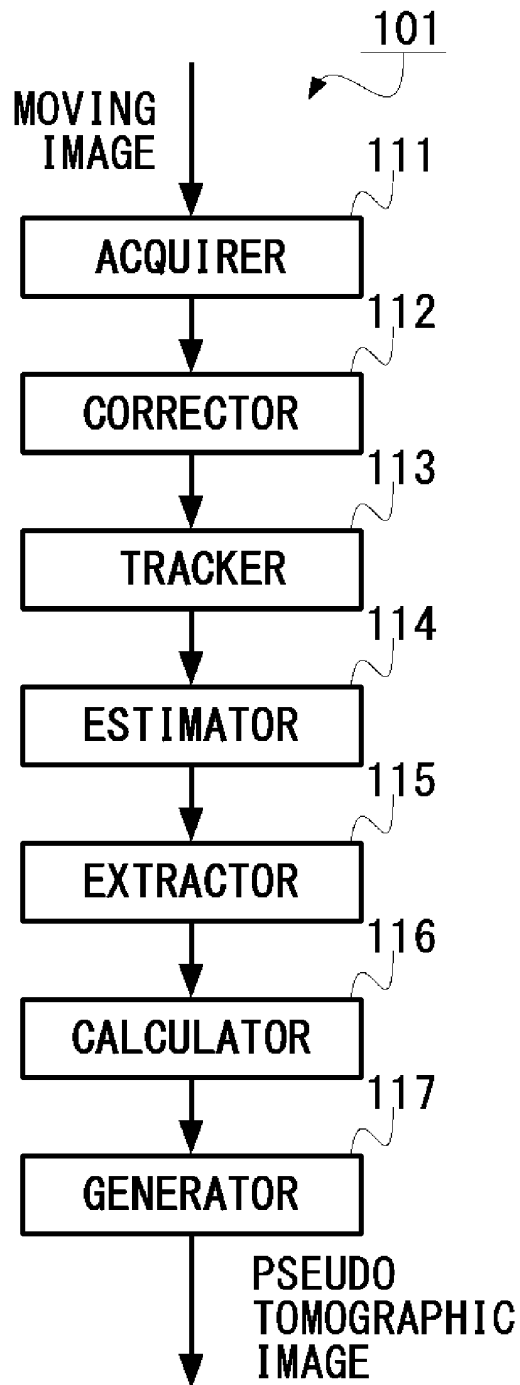 101
MOVING
IMAGE
111
ACQUIRER
112
CORRECTOR
113
TRACKER
114
ESTIMATOR
115
EXTRACTOR
116
CALCULATOR
117
GENERATOR
PSEUDO
TOMOGRAPHIC
IMAGE